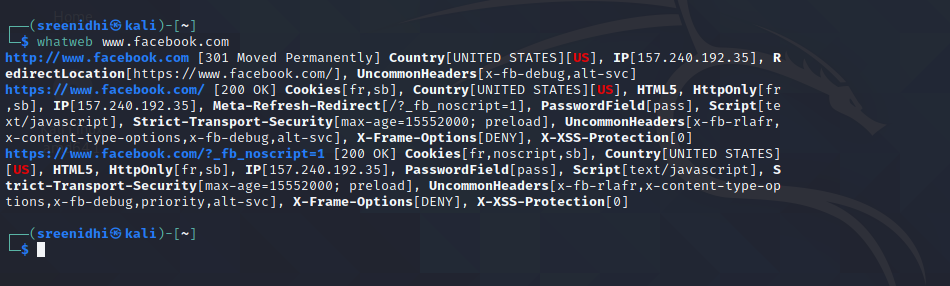 ┌──(sreenidhi㉿kali)-[~]
└─$ whatweb www.facebook.com
http://www.facebook.com [301 Moved Permanently] Country[UNITED STATES][US], IP[157.240.192.35], R
edirectLocation[https://www.facebook.com/], UncommonHeaders[x-fb-debug,alt-svc]
https://www.facebook.com/ [200 OK] Cookies[fr,sb], Country[UNITED STATES][US], HTML5, HttpOnly[fr
,sb], IP[157.240.192.35], Meta-Refresh-Redirect[/?_fb_noscript=1], PasswordField[pass], Script[te
xt/javascript], Strict-Transport-Security[max-age=15552000; preload], UncommonHeaders[x-fb-rlafr,
x-content-type-options,x-fb-debug,alt-svc], X-Frame-Options[DENY], X-XSS-Protection[0]
https://www.facebook.com/?_fb_noscript=1 [200 OK] Cookies[fr,noscript,sb], Country[UNITED STATES]
[US], HTML5, HttpOnly[fr,sb], IP[157.240.192.35], PasswordField[pass], Script[text/javascript], S
trict-Transport-Security[max-age=15552000; preload], UncommonHeaders[x-fb-rlafr,x-content-type-op
tions,x-fb-debug,priority,alt-svc], X-Frame-Options[DENY], X-XSS-Protection[0]
┌──(sreenidhi㉿kali)-[~]
└─$